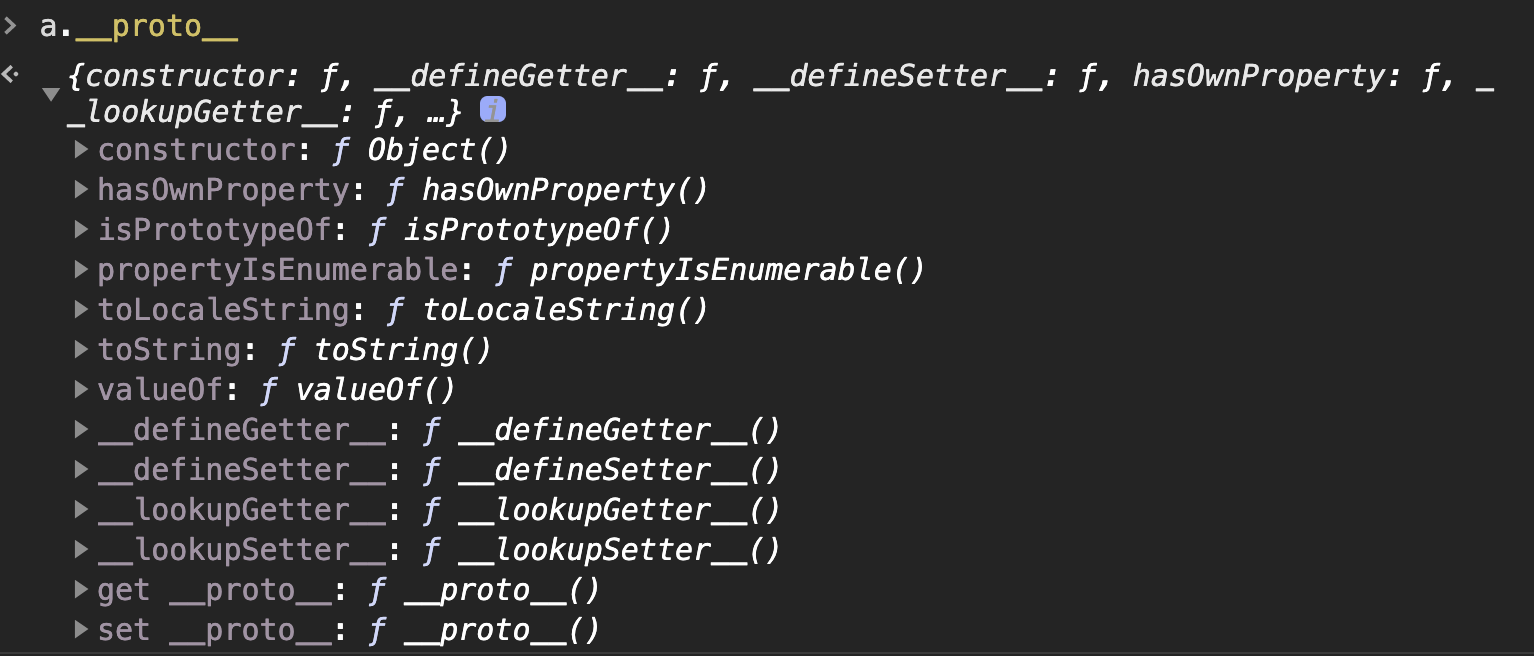 > a.__proto__
{constructor: ƒ, __defineGetter__: ƒ, __defineSetter__: ƒ, hasOwnProperty: ƒ, _
_lookupGetter__: ƒ, …} i
constructor: ƒ Object()
hasOwnProperty: ƒ hasOwnProperty()
isPrototypeOf: ƒ isPrototypeOf()
propertyIsEnumerable: ƒ propertyIsEnumerable()
toLocaleString: ƒ toLocaleString()
toString: ƒ toString()
valueOf: ƒ valueOf()
__defineGetter__: ƒ __defineGetter__()
__defineSetter__: ƒ __defineSetter__()
__lookupGetter__: ƒ __lookupGetter__()
__lookupSetter__: ƒ __lookupSetter__()
get __proto__: ƒ __proto__()
set __proto__: ƒ __proto__()